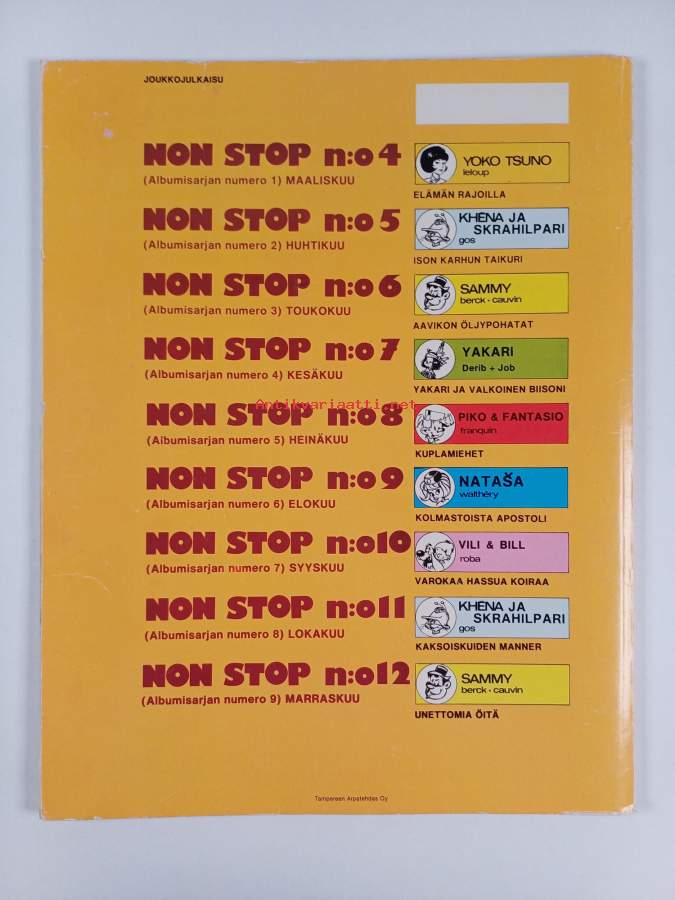 JOUKKOJULKAISU
NON STOP n:o 4
(Albumisarjan numero 1) MAALISKUU
YOKO TSUNO
leloup
ELÄMÄN RAJOILLA
NON STOP n:o 5
(Albumisarjan numero 2) HUHTIKUU
KHENA JA
SKRAHILPARI
gos
ISON KARHUN TAIKURI
NON STOP n:o 6
(Albumisarjan numero 3) TOUKOKUU
SAMMY
berck · cauvin
AAVIKON ÖLJYPOHATAT
NON STOP n:o 7
(Albumisarjan numero 4) KESÄKUU
YAKARI
Derib + Job
YAKARI JA VALKOINEN BIISONI
Antikvariaatti.net
NON STOP n:o 8
(Albumisarjan numero 5) HEINÄKUU
PIKO & FANTASIO
franquin
KUPLAMIEHET
NON STOP n:o 9
(Albumisarjan numero 6) ELOKUU
NATAŠA
walthéry
KOLMASTOISTA APOSTOLI
NON STOP n:o 10
(Albumisarjan numero 7) SYYSKUU
VILI & BILL
roba
VAROKAA HASSUA KOIRAA
NON STOP n:o 11
(Albumisarjan numero 8) LOKAKUU
KHENA JA
SKRAHILPARI
gos
KAKSOISKUIDEN MANNER
NON STOP n:o 12
(Albumisarjan numero 9) MARRASKUU
SAMMY
berck · cauvin
UNETTOMIA ÖITÄ
Tampereen Arpatehdas Oy